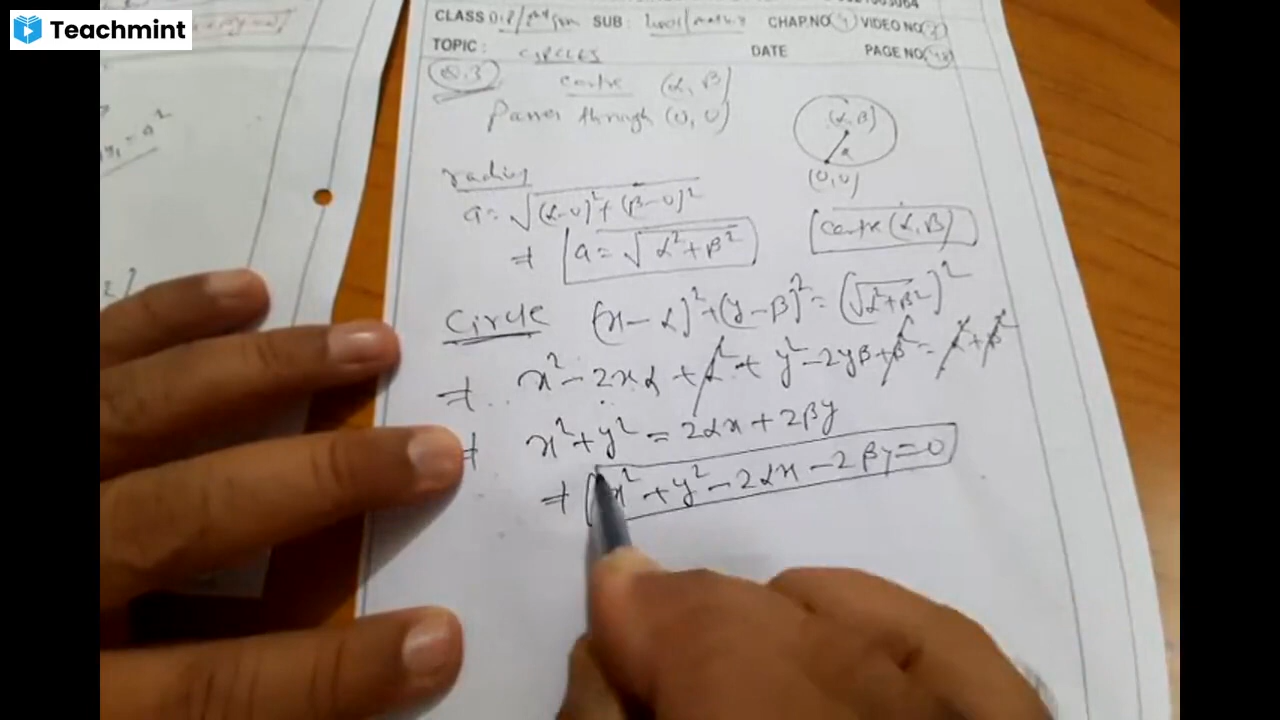 Teachmint
CLASS SUB: CHAP.NO VIDEO NO.
TOPIC: CIRCLES DATE PAGE NO.
Q.3 centre (α, β)
Passes through (0, 0)
(α, β)
a
(0, 0)
radius
a = √(α-0)² + (β-0)²
⇒ a = √α² + β²
centre (α, β)
Circle (x - α)² + (y - β)² = (√α² + β²)²
⇒ x² - 2xα + α² + y² - 2yβ + β² = α² + β²
⇒ x² + y² = 2αx + 2βy
⇒ x² + y² - 2αx - 2βy = 0